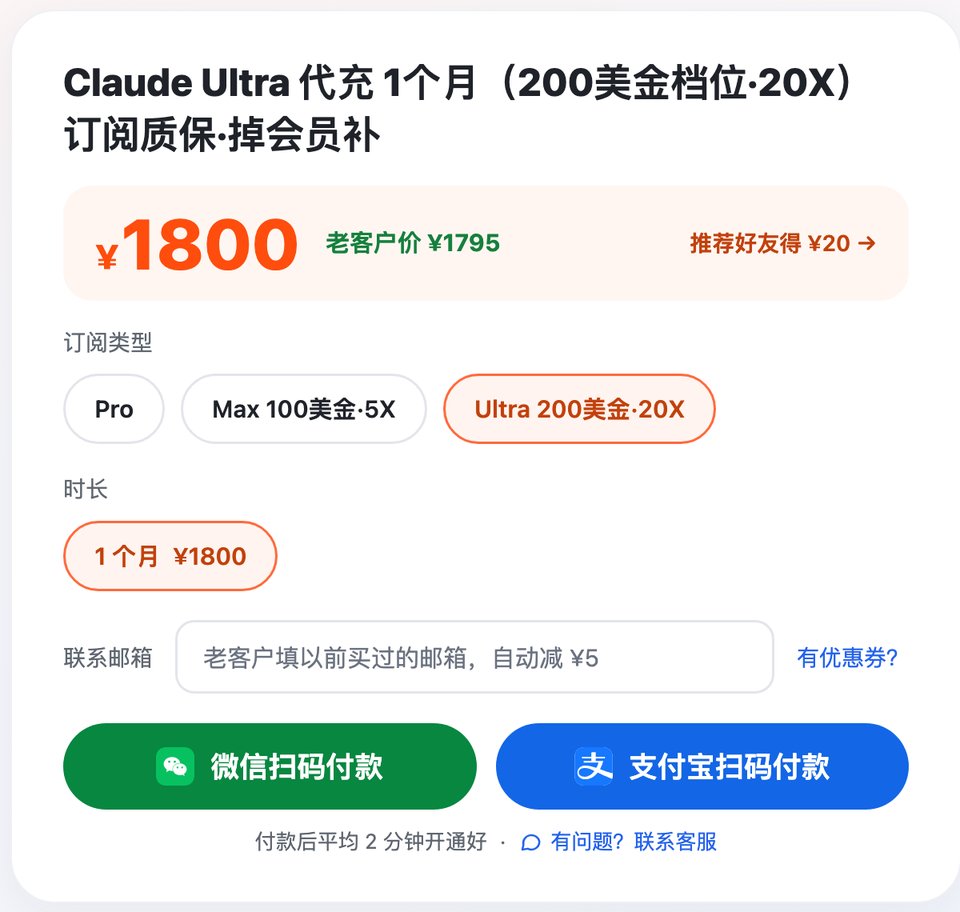 Claude Ultra 代充 1个月（200美金档位·20X）
订阅质保·掉会员补
¥1800 老客户价 ¥1795 推荐好友得 ¥20 →
订阅类型
Pro Max 100美金·5X Ultra 200美金·20X
时长
1 个月 ¥1800
联系邮箱 老客户填以前买过的邮箱，自动减 ¥5 有优惠券?
微信扫码付款 支付宝扫码付款
付款后平均 2 分钟开通好 · 有问题？联系客服